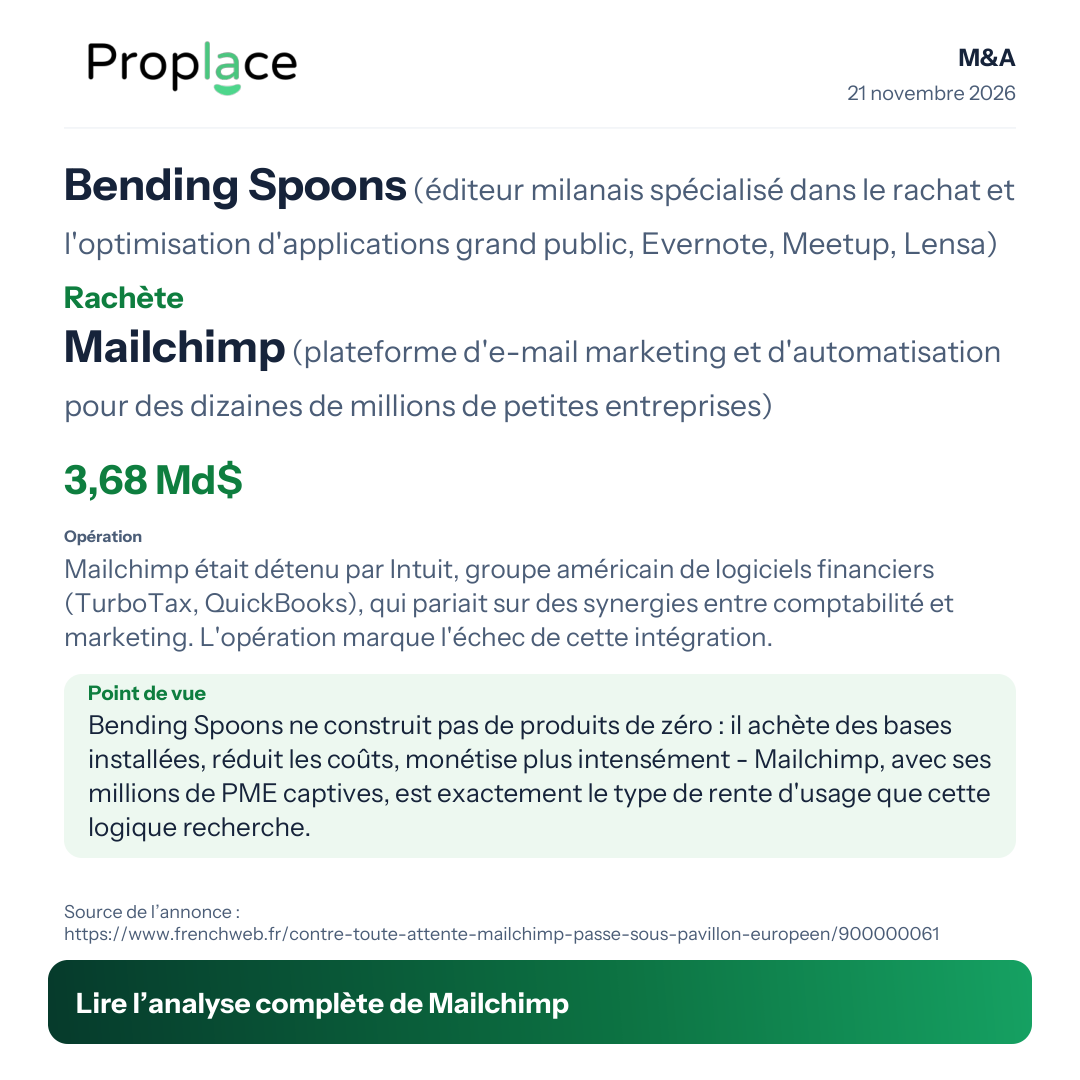 Proplace
M&A
21 novembre 2026
Bending Spoons (éditeur milanais spécialisé dans le rachat et
l'optimisation d'applications grand public, Evernote, Meetup, Lensa)
Rachète
Mailchimp (plateforme d'e-mail marketing et d'automatisation
pour des dizaines de millions de petites entreprises)
3,68 Md$
Opération
Mailchimp était détenu par Intuit, groupe américain de logiciels financiers
(TurboTax, QuickBooks), qui pariait sur des synergies entre comptabilité et
marketing. L'opération marque l'échec de cette intégration.
Point de vue
Bending Spoons ne construit pas de produits de zéro : il achète des bases
installées, réduit les coûts, monétise plus intensément - Mailchimp, avec ses
millions de PME captives, est exactement le type de rente d'usage que cette
logique recherche.
Source de l’annonce :
https://www.frenchweb.fr/contre-toute-attente-mailchimp-passe-sous-pavillon-europeen/900000061
Lire l’analyse complète de Mailchimp